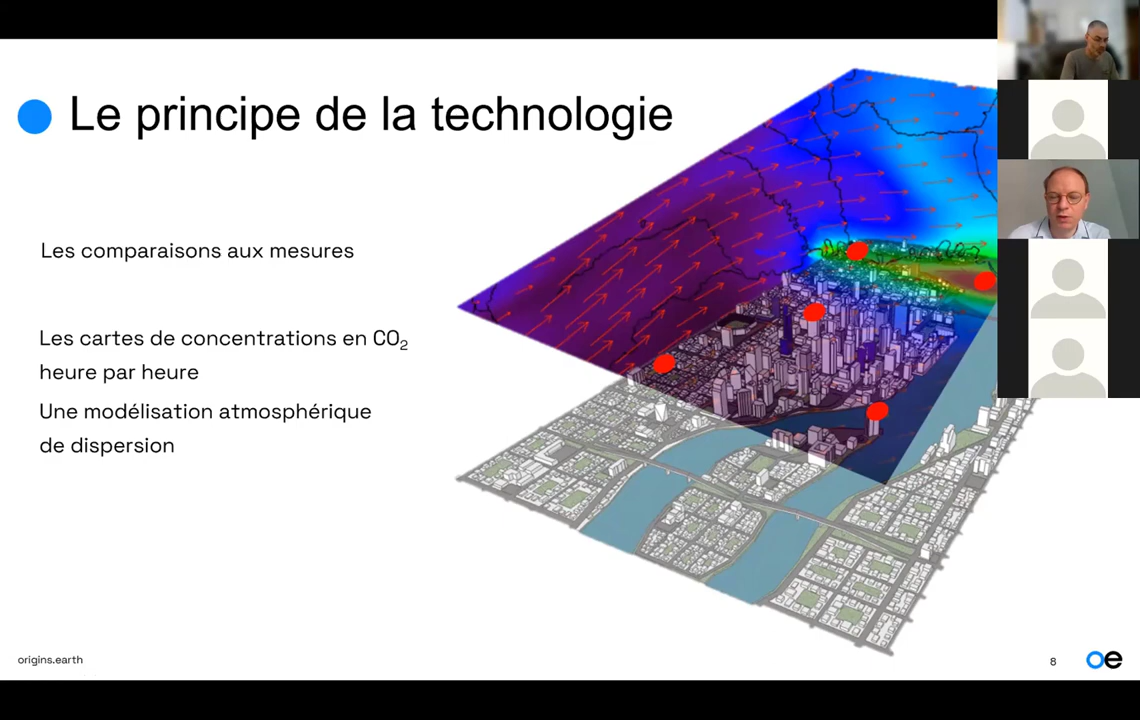 Le principe de la technologie
Les comparaisons aux mesures
Les cartes de concentrations en CO₂
heure par heure
Une modélisation atmosphérique
de dispersion
origins.earth
8
oe